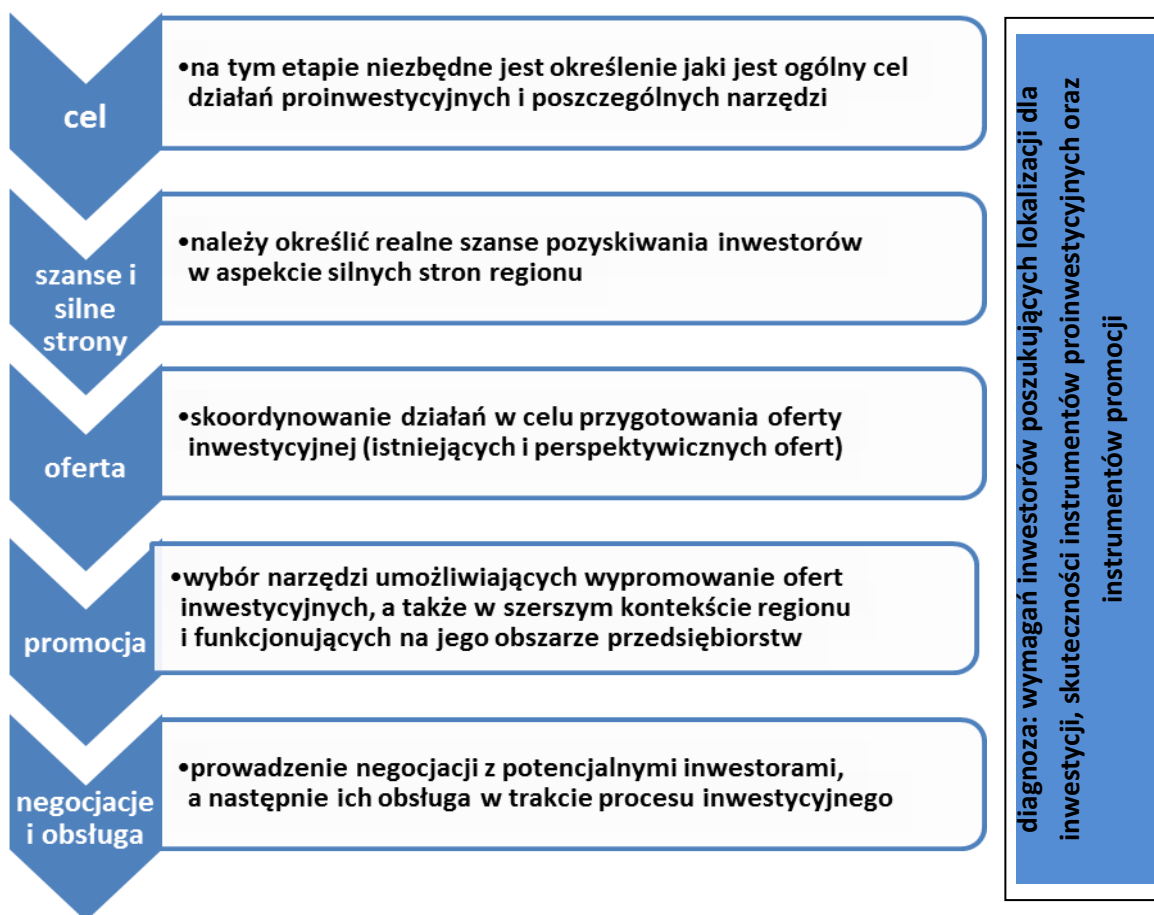 cel
•na tym etapie niezbędne jest określenie jaki jest ogólny cel
działań proinwestycyjnych i poszczególnych narzędzi
szanse i
silne
strony
•należy określić realne szanse pozyskiwania inwestorów
w aspekcie silnych stron regionu
oferta
•skoordynowanie działań w celu przygotowania oferty
inwestycyjnej (istniejących i perspektywicznych ofert)
promocja
•wybór narzędzi umożliwiających wypromowanie ofert
inwestycyjnych, a także w szerszym kontekście regionu
i funkcjonujących na jego obszarze przedsiębiorstw
negocjacje
i obsługa
•prowadzenie negocjacji z potencjalnymi inwestorami,
a następnie ich obsługa w trakcie procesu inwestycyjnego
diagnoza: wymagań inwestorów poszukujących lokalizacji dla
inwestycji, skuteczności instrumentów proinwestycyjnych oraz
instrumentów promocji